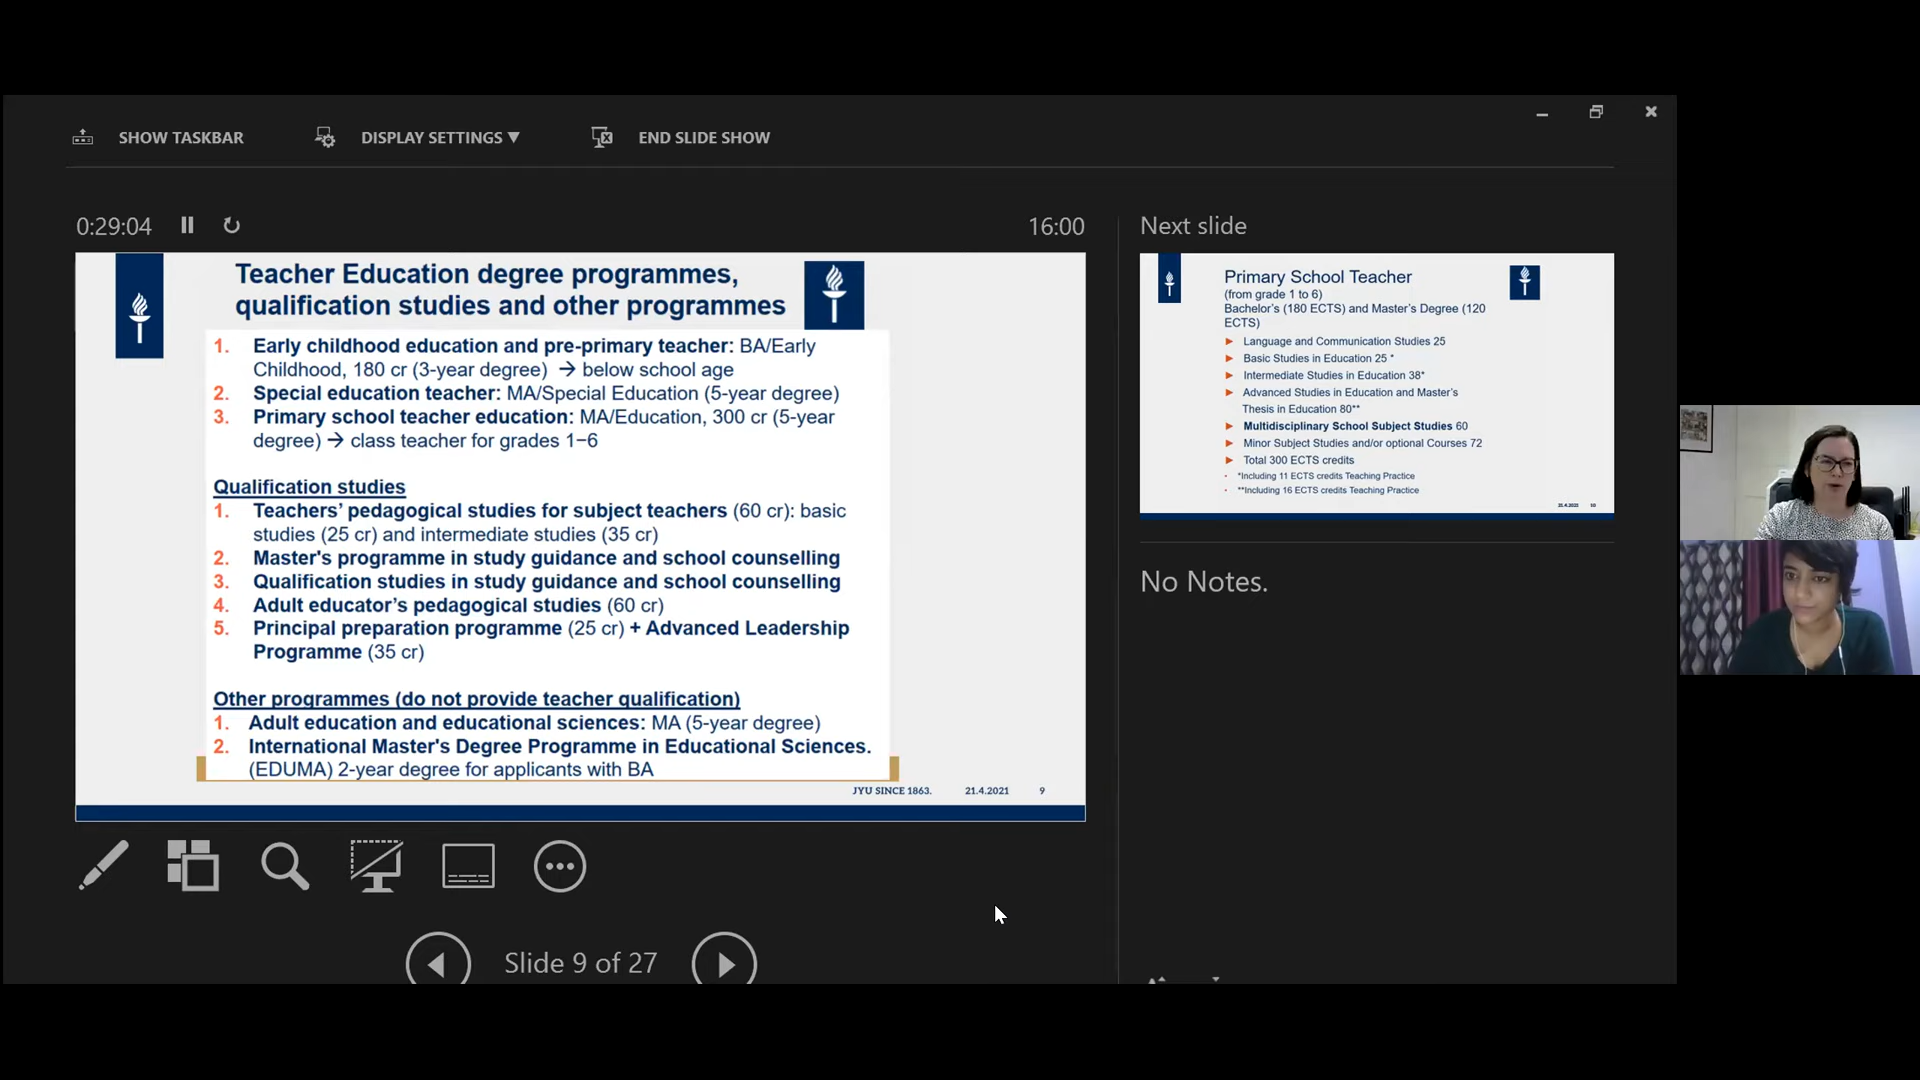 SHOW TASKBAR
DISPLAY SETTINGS ▼
END SLIDE SHOW
0:29:04
16:00
Teacher Education degree programmes,
qualification studies and other programmes
1. Early childhood education and pre-primary teacher: BA/Early
Childhood, 180 cr (3-year degree) → below school age
2. Special education teacher: MA/Special Education (5-year degree)
3. Primary school teacher education: MA/Education, 300 cr (5-year
degree) → class teacher for grades 1–6
Qualification studies
1. Teachers' pedagogical studies for subject teachers (60 cr): basic
studies (25 cr) and intermediate studies (35 cr)
2. Master's programme in study guidance and school counselling
3. Qualification studies in study guidance and school counselling
4. Adult educator's pedagogical studies (60 cr)
5. Principal preparation programme (25 cr) + Advanced Leadership
Programme (35 cr)
Other programmes (do not provide teacher qualification)
1. Adult education and educational sciences: MA (5-year degree)
2. International Master's Degree Programme in Educational Sciences.
(EDUMA) 2-year degree for applicants with BA
JYU SINCE 1863. 21.4.2021 9
Slide 9 of 27
Next slide
Primary School Teacher
(from grade 1 to 6)
Bachelor's (180 ECTS) and Master's Degree (120
ECTS)
► Language and Communication Studies 25
► Basic Studies in Education 25 *
► Intermediate Studies in Education 38*
► Advanced Studies in Education and Master's
Thesis in Education 80**
► Multidisciplinary School Subject Studies 60
► Minor Subject Studies and/or optional Courses 72
► Total 300 ECTS credits
• *Including 11 ECTS credits Teaching Practice
• **Including 16 ECTS credits Teaching Practice
No Notes.